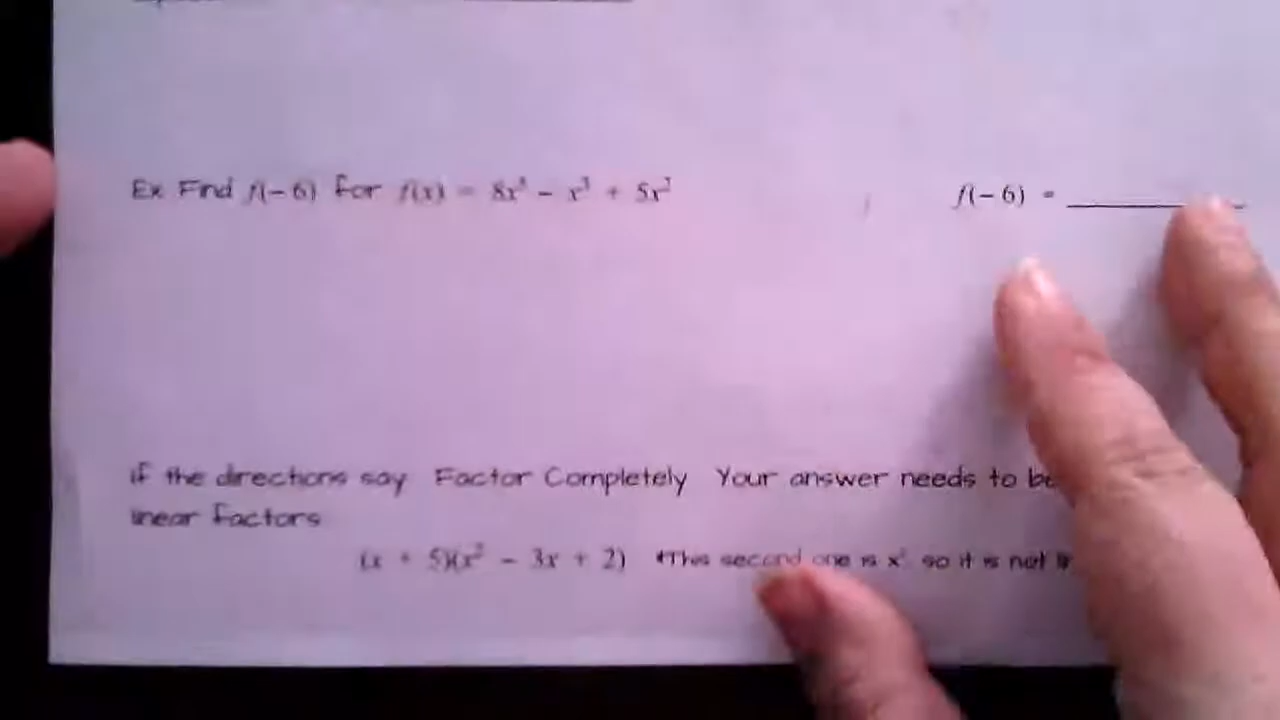 Ex Find f(-6) for f(x) = 8x⁵ - x³ + 5x² f(-6) =
If the directions say Factor Completely Your answer needs to be
linear factors
(x + 5)(x² - 3x + 2) *This second one is x² so it is not